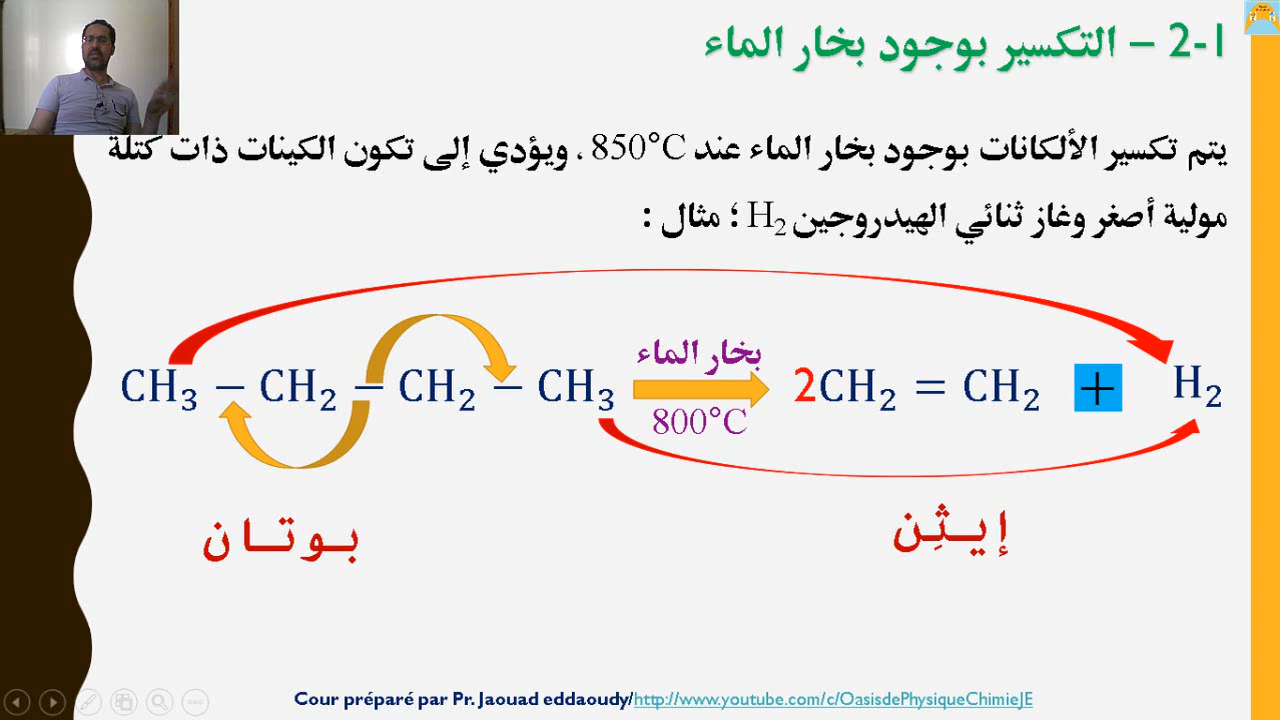 2-1 – التكسير بوجود بخار الماء
يتم تكسير الألكانات بوجود بخار الماء عند 850°C ، ويؤدي إلى تكون الكينات ذات كتلة
مولية أصغر وغاز ثنائي الهيدروجين H₂ ؛ مثال :
CH₃ – CH₂ – CH₂ – CH₃ بخار الماء 800°C 2CH₂ = CH₂ + H₂
بوتان
إيثِن
Cour préparé par Pr. Jaouad eddaoudy/http://www.youtube.com/c/OasisdePhysiqueChimieJE